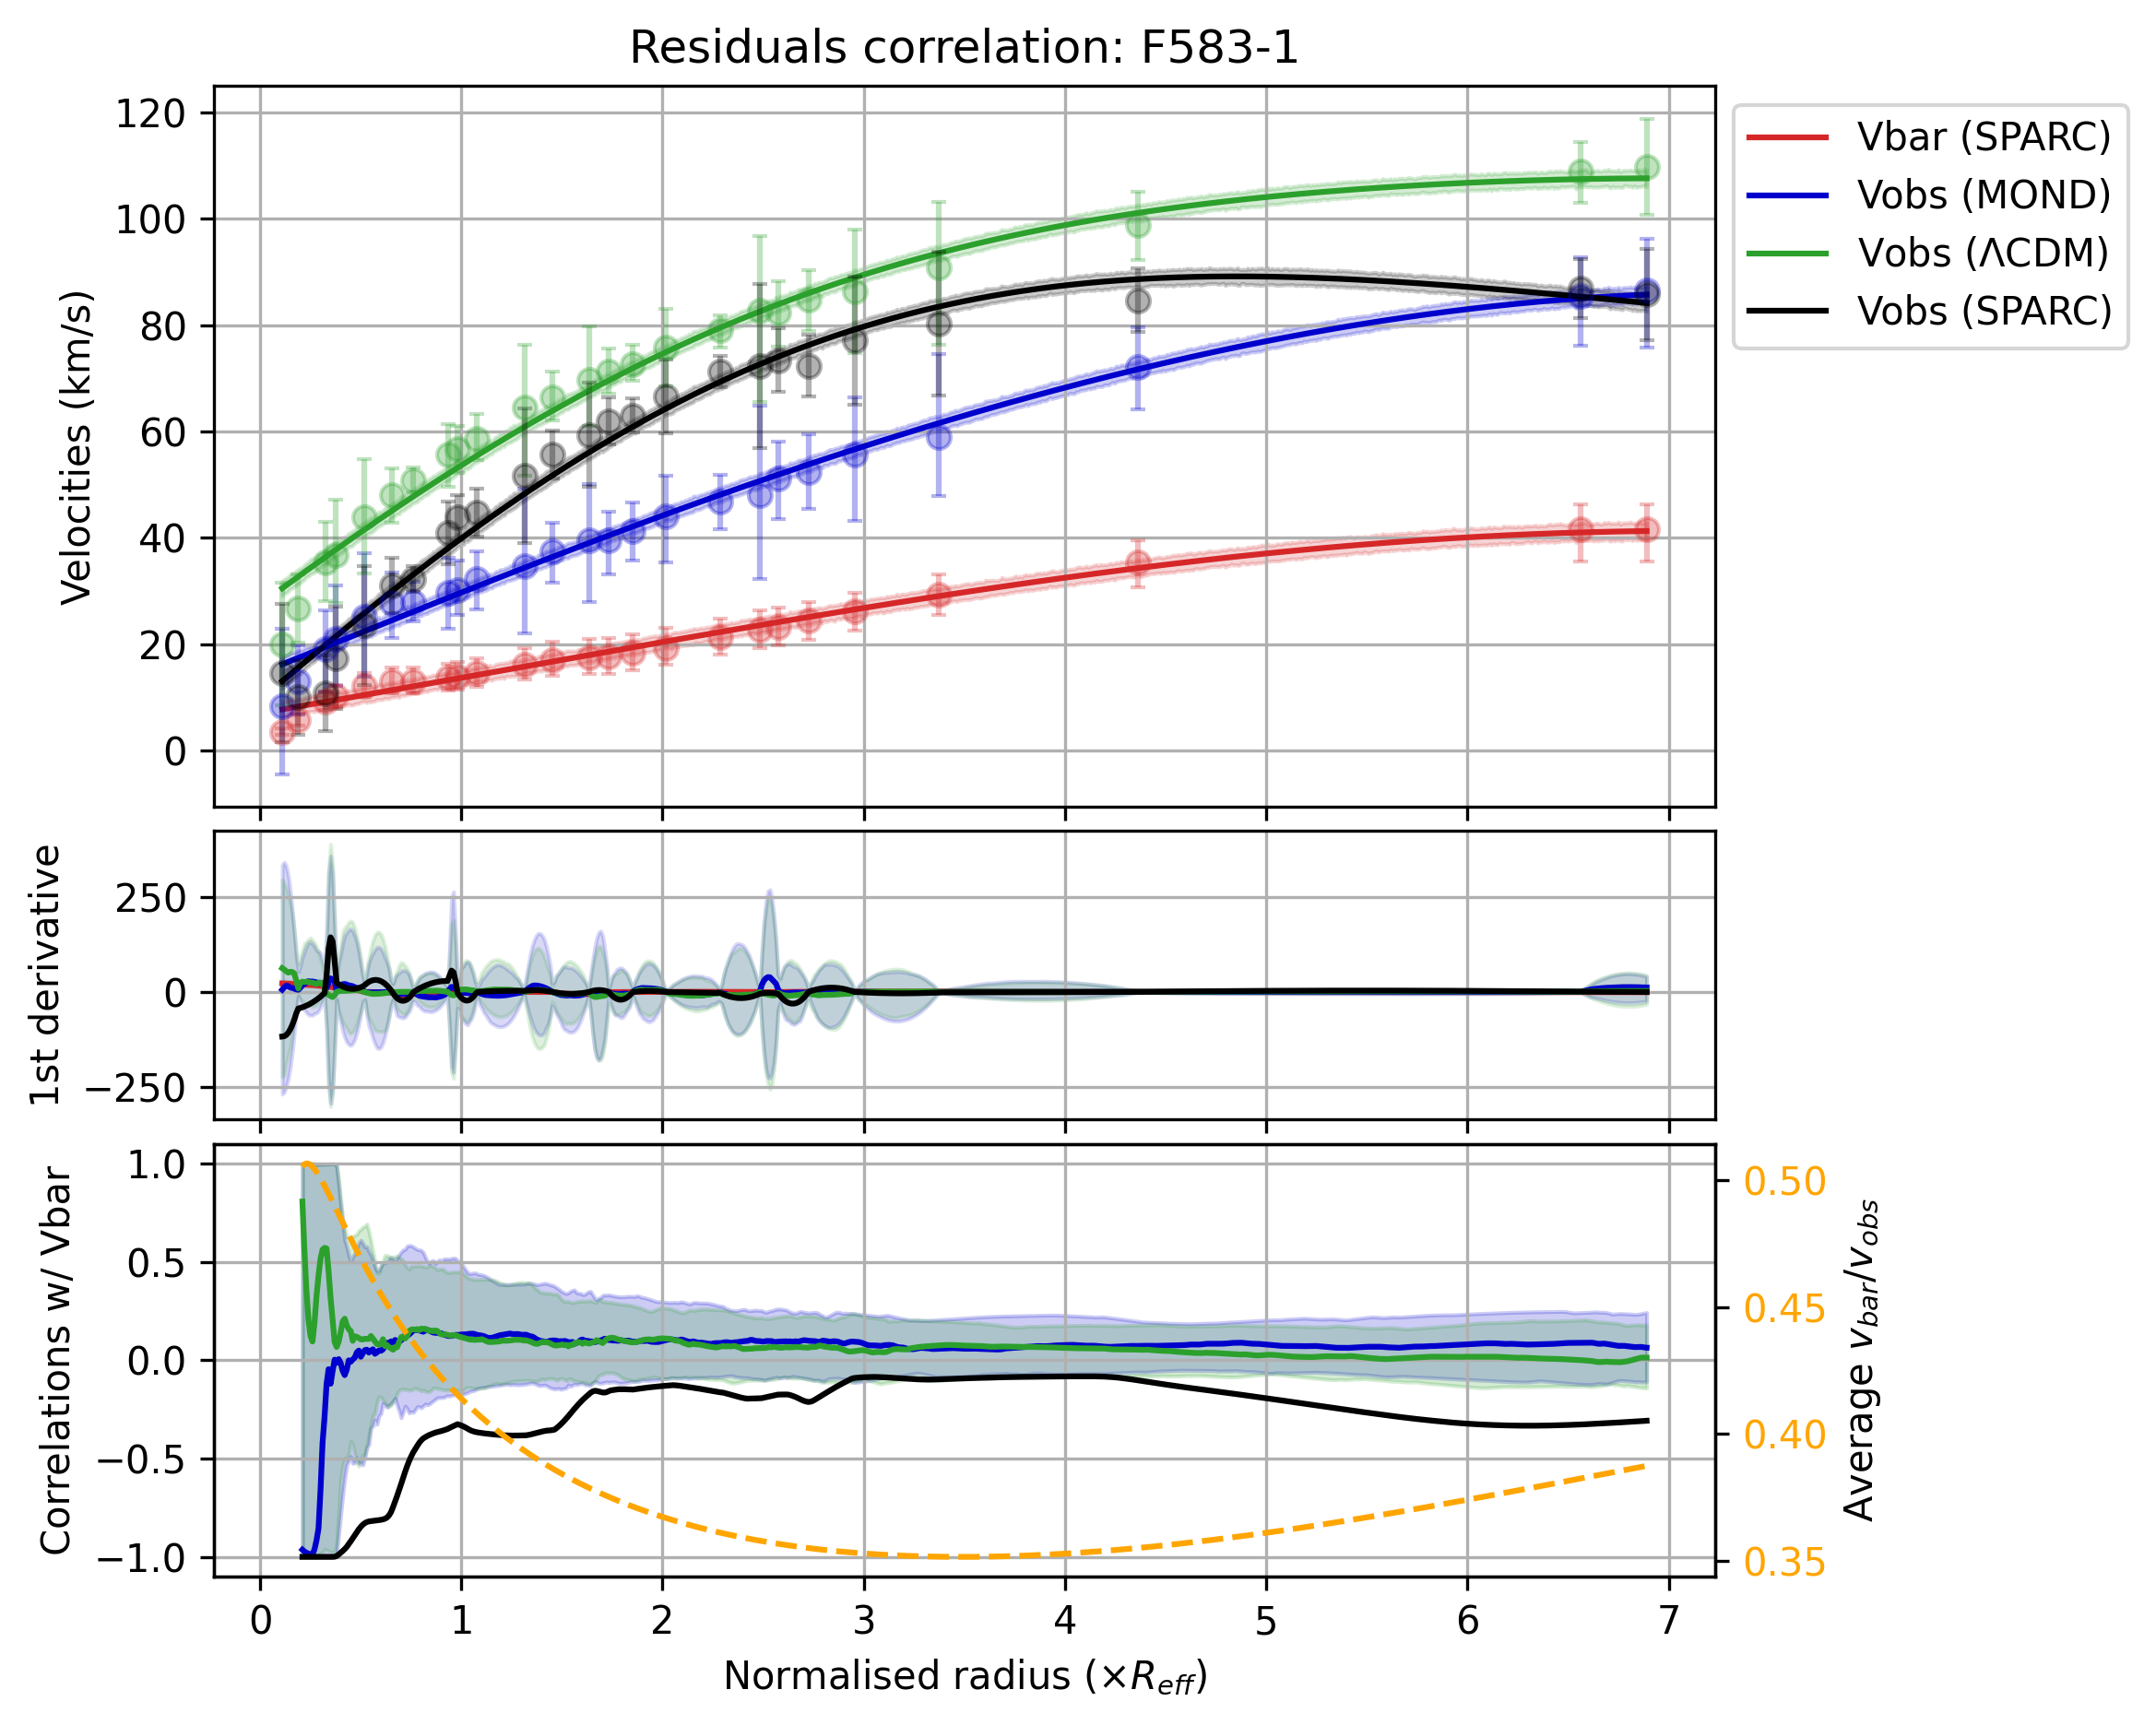 Residuals correlation: F583-1
Velocities (km/s)
120
100
80
60
40
20
0
Vbar (SPARC)
Vobs (MOND)
Vobs (ΛCDM)
Vobs (SPARC)
1st derivative
250
0
−250
Correlations w/ Vbar
1.0
0.5
0.0
−0.5
−1.0
0.50
0.45
0.40
0.35
Average v_bar/v_obs
0 1 2 3 4 5 6 7
Normalised radius (×R_eff)